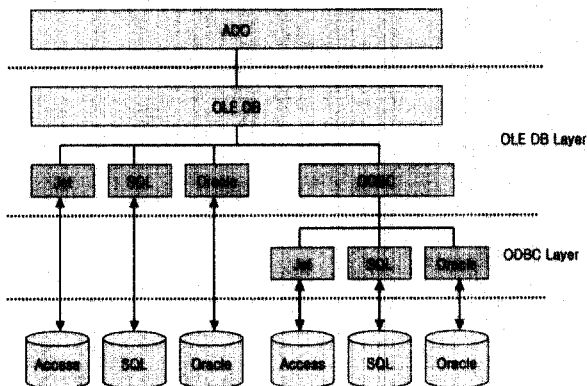 ADO
OLE DB
OLE DB Layer
Jet SQL Oracle ODBC
Jet SQL Oracle
ODBC Layer
Access SQL Oracle Access SQL Oracle